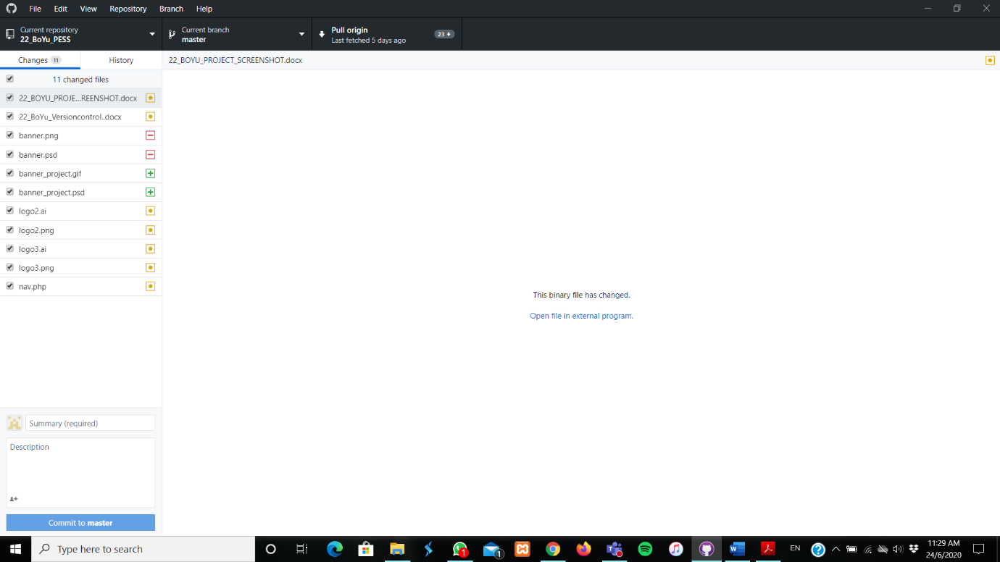 File Edit View Repository Branch Help
Current repository
22_BoYu_PESS
Current branch
master
Pull origin
Last fetched 5 days ago
23
Changes 11
History
22_BOYU_PROJECT_SCREENSHOT.docx
11 changed files
22_BOYU_PROJE...REENSHOT.docx
22_BoYu_Versioncontrol..docx
banner.png
banner.psd
banner_project.gif
banner_project.psd
logo2.ai
logo2.png
logo3.ai
logo3.png
nav.php
This binary file has changed.
Open file in external program.
Summary (required)
Description
Commit to master
Type here to search
1
1
EN
11:29 AM
24/6/2020